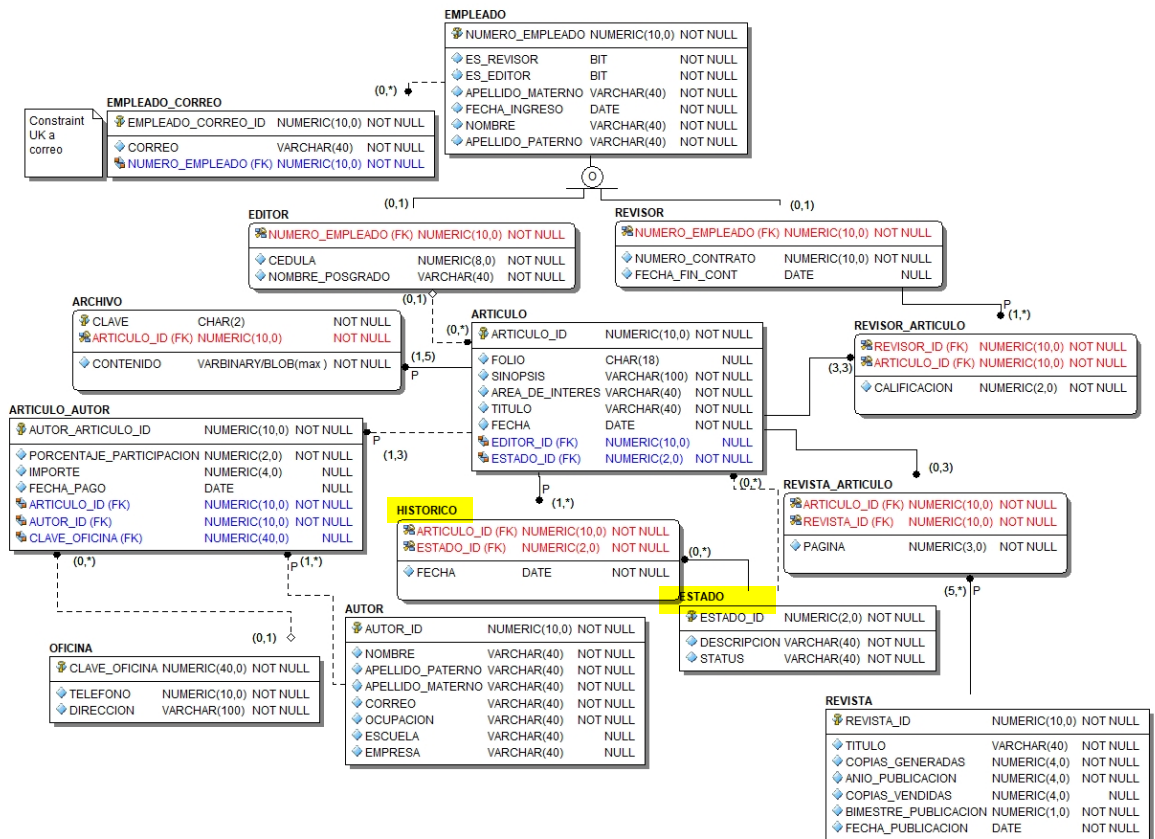 EMPLEADO
NUMERO_EMPLEADO NUMERIC(10,0) NOT NULL
ES_REVISOR BIT NOT NULL
ES_EDITOR BIT NOT NULL
APELLIDO_MATERNO VARCHAR(40) NOT NULL
FECHA_INGRESO DATE NOT NULL
NOMBRE VARCHAR(40) NOT NULL
APELLIDO_PATERNO VARCHAR(40) NOT NULL
(0,*)
Constraint
UK a
correo
EMPLEADO_CORREO
EMPLEADO_CORREO_ID NUMERIC(10,0) NOT NULL
CORREO VARCHAR(40) NOT NULL
NUMERO_EMPLEADO (FK) NUMERIC(10,0) NOT NULL
O
(0,1)
(0,1)
EDITOR
NUMERO_EMPLEADO (FK) NUMERIC(10,0) NOT NULL
CEDULA NUMERIC(8,0) NOT NULL
NOMBRE_POSGRADO VARCHAR(40) NOT NULL
REVISOR
NUMERO_EMPLEADO (FK) NUMERIC(10,0) NOT NULL
NUMERO_CONTRATO NUMERIC(10,0) NOT NULL
FECHA_FIN_CONT DATE NULL
(0,1)
(0,*)
P
(1,*)
ARCHIVO
CLAVE CHAR(2) NOT NULL
ARTICULO_ID (FK) NUMERIC(10,0) NOT NULL
CONTENIDO VARBINARY/BLOB(max ) NOT NULL
(1,5)
P
ARTICULO
ARTICULO_ID NUMERIC(10,0) NOT NULL
FOLIO CHAR(18) NULL
SINOPSIS VARCHAR(100) NOT NULL
AREA_DE_INTERES VARCHAR(40) NOT NULL
TITULO VARCHAR(40) NOT NULL
FECHA DATE NOT NULL
EDITOR_ID (FK) NUMERIC(10,0) NULL
ESTADO_ID (FK) NUMERIC(2,0) NOT NULL
REVISOR_ARTICULO
REVISOR_ID (FK) NUMERIC(10,0) NOT NULL
ARTICULO_ID (FK) NUMERIC(10,0) NOT NULL
CALIFICACION NUMERIC(2,0) NOT NULL
(3,3)
ARTICULO_AUTOR
AUTOR_ARTICULO_ID NUMERIC(10,0) NOT NULL
PORCENTAJE_PARTICIPACION NUMERIC(2,0) NOT NULL
IMPORTE NUMERIC(4,0) NULL
FECHA_PAGO DATE NULL
ARTICULO_ID (FK) NUMERIC(10,0) NOT NULL
AUTOR_ID (FK) NUMERIC(10,0) NOT NULL
CLAVE_OFICINA (FK) NUMERIC(40,0) NULL
P
(1,3)
(0,3)
(0,*)
P
(1,*)
HISTORICO
ARTICULO_ID (FK) NUMERIC(10,0) NOT NULL
ESTADO_ID (FK) NUMERIC(2,0) NOT NULL
FECHA DATE NOT NULL
(0,*)
REVISTA_ARTICULO
ARTICULO_ID (FK) NUMERIC(10,0) NOT NULL
REVISTA_ID (FK) NUMERIC(10,0) NOT NULL
PAGINA NUMERIC(3,0) NOT NULL
(5,*) P
(0,*)
P (1,*)
ESTADO
ESTADO_ID NUMERIC(2,0) NOT NULL
DESCRIPCION VARCHAR(40) NOT NULL
STATUS VARCHAR(40) NOT NULL
AUTOR
AUTOR_ID NUMERIC(10,0) NOT NULL
NOMBRE VARCHAR(40) NOT NULL
APELLIDO_PATERNO VARCHAR(40) NOT NULL
APELLIDO_MATERNO VARCHAR(40) NOT NULL
CORREO VARCHAR(40) NOT NULL
OCUPACION VARCHAR(40) NOT NULL
ESCUELA VARCHAR(40) NULL
EMPRESA VARCHAR(40) NULL
(0,1)
OFICINA
CLAVE_OFICINA NUMERIC(40,0) NOT NULL
TELEFONO NUMERIC(10,0) NOT NULL
DIRECCION VARCHAR(100) NOT NULL
REVISTA
REVISTA_ID NUMERIC(10,0) NOT NULL
TITULO VARCHAR(40) NOT NULL
COPIAS_GENERADAS NUMERIC(4,0) NOT NULL
ANIO_PUBLICACION NUMERIC(4,0) NOT NULL
COPIAS_VENDIDAS NUMERIC(4,0) NULL
BIMESTRE_PUBLICACION NUMERIC(1,0) NOT NULL
FECHA_PUBLICACION DATE NOT NULL